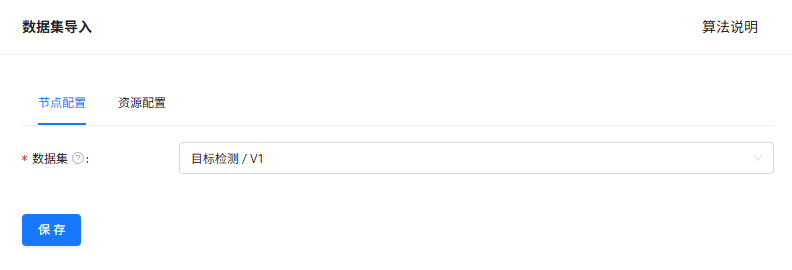 数据集导入 算法说明
节点配置 资源配置
* 数据集 ? : 目标检测 / V1
保 存